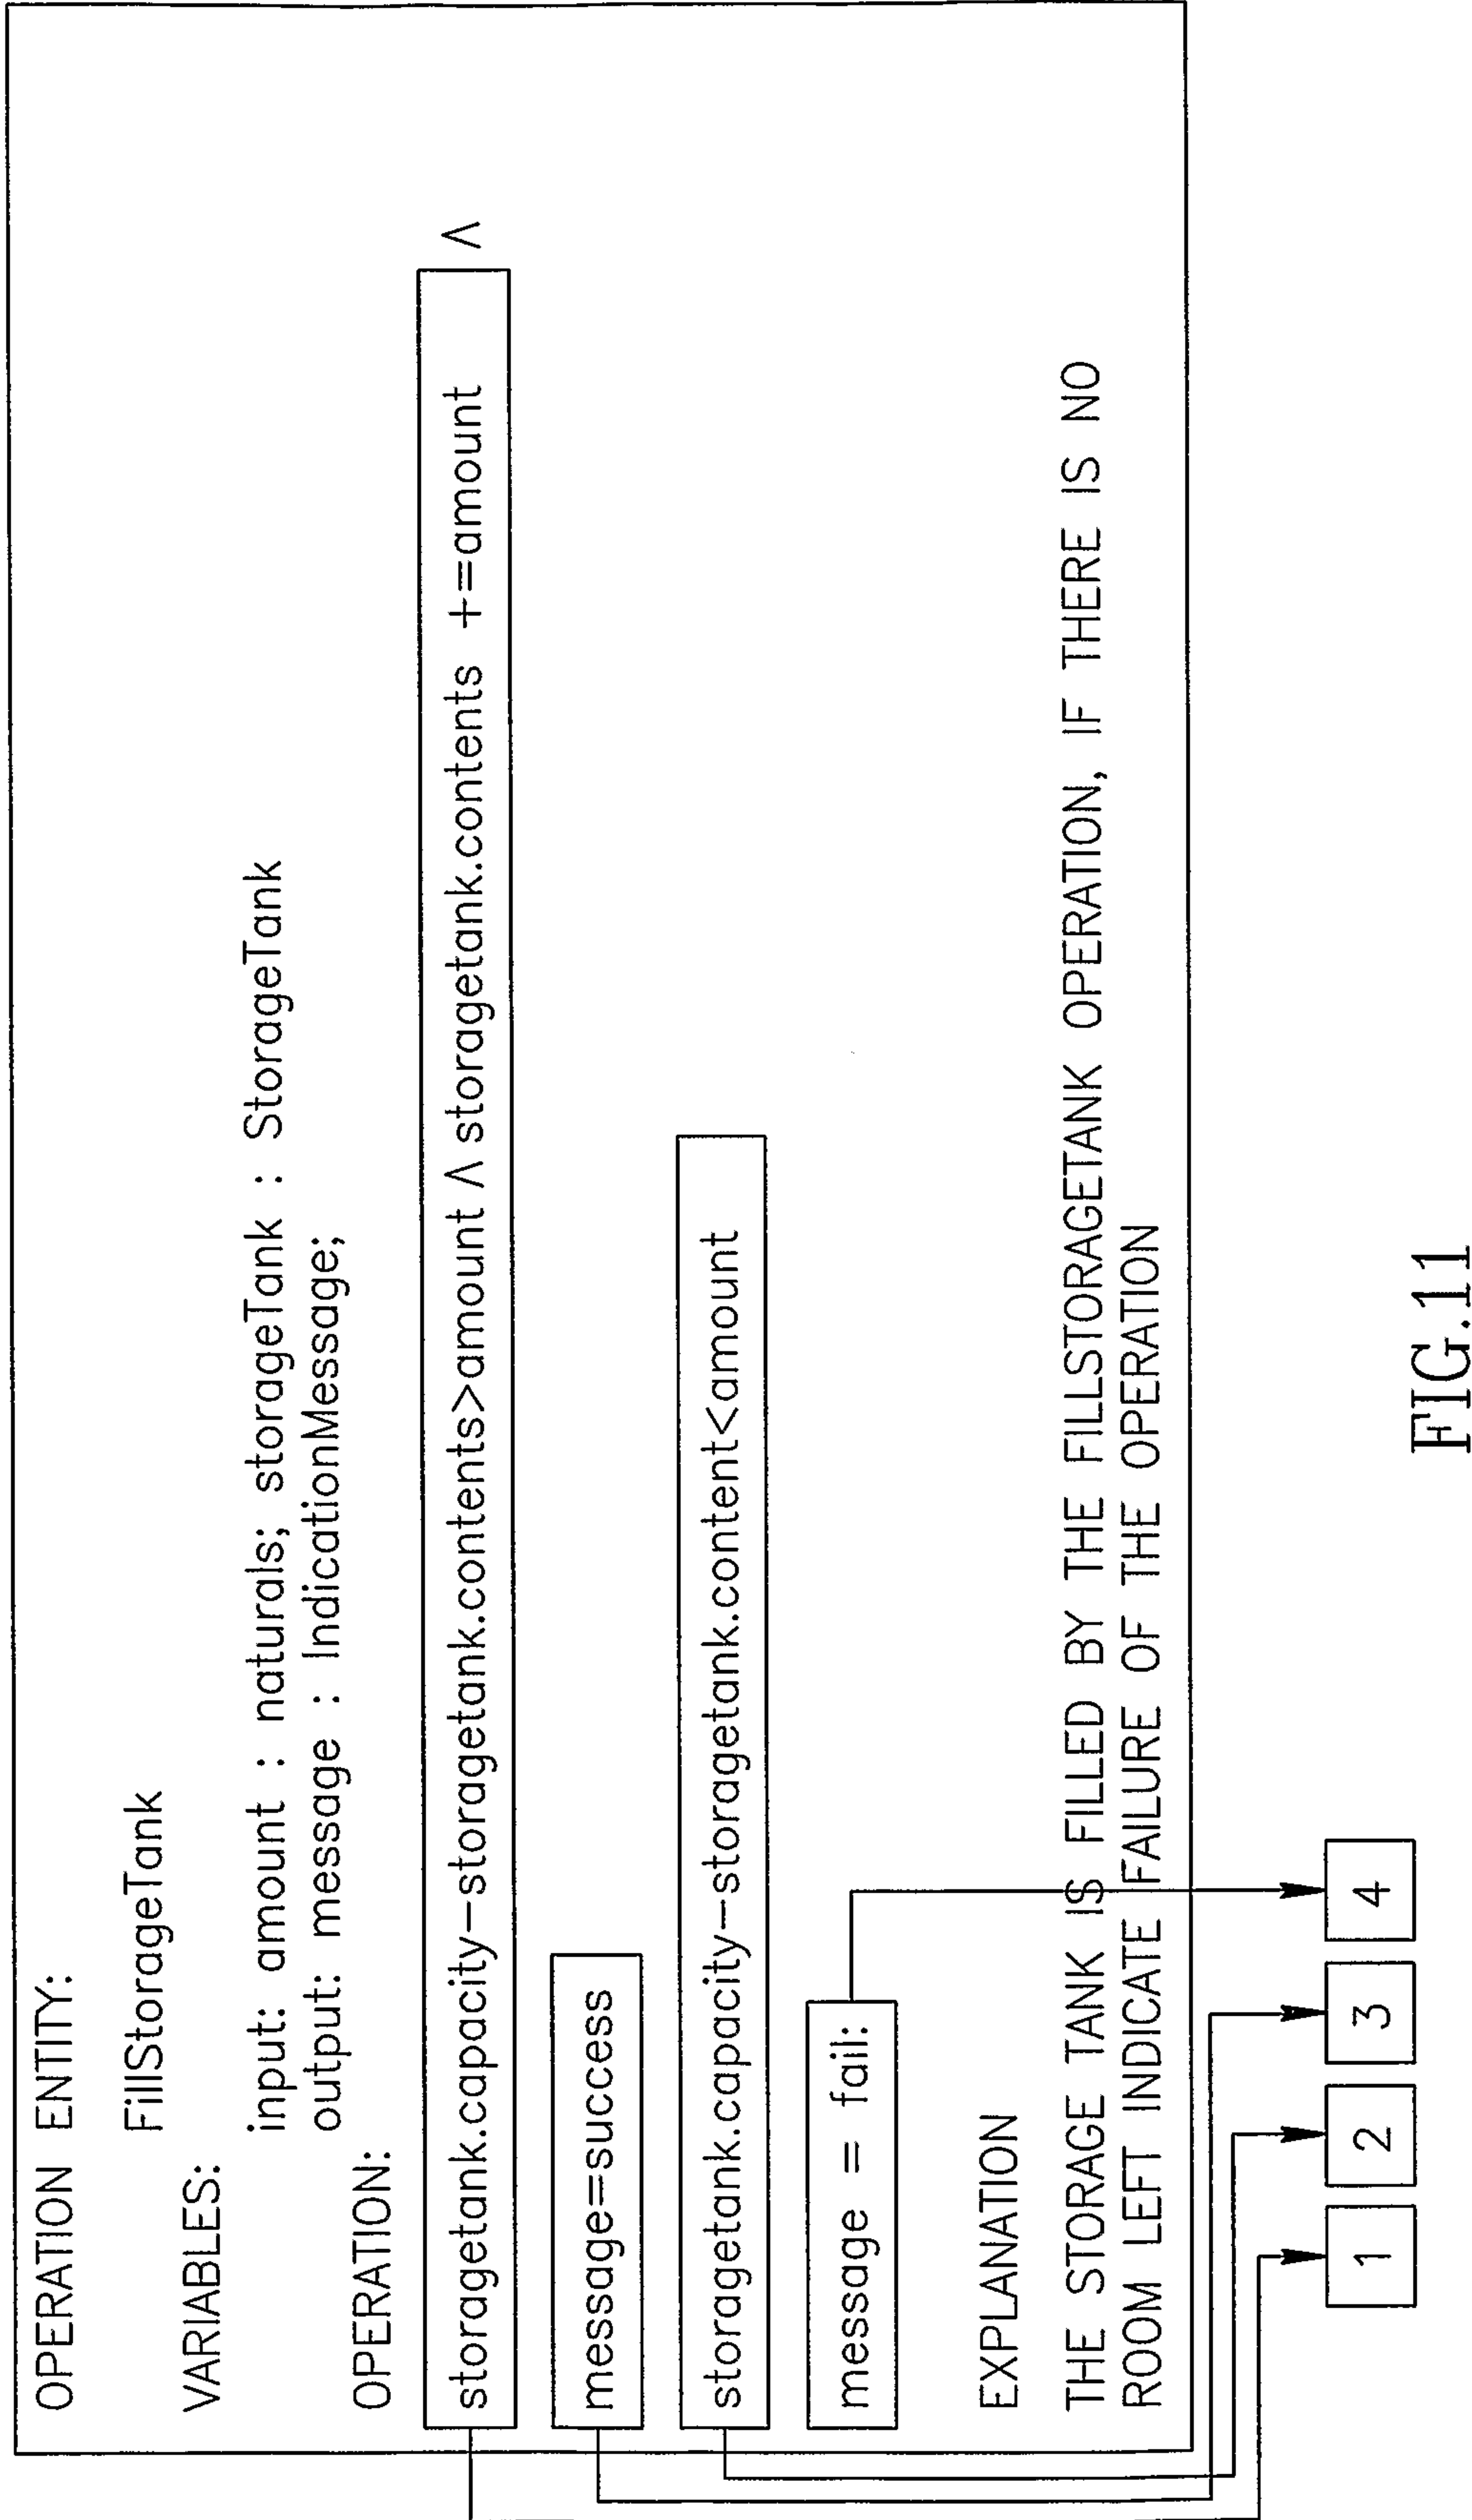 OPERATION ENTITY:
FillStorageTank
VARIABLES:
input: amount : naturals; storageTank : StorageTank
output: message : IndicationMessage;
OPERATION:
storagetank.capacity-storagetank.contents>amount Λ storagetank.contents +=amount Λ
message=success
storagetank.capacity-storagetank.content<amount
message = fail:
EXPLANATION
THE STORAGE TANK IS FILLED BY THE FILLSTORAGETANK OPERATION, IF THERE IS NO
ROOM LEFT INDICATE FAILURE OF THE OPERATION
1 2 3 4
FIG.11